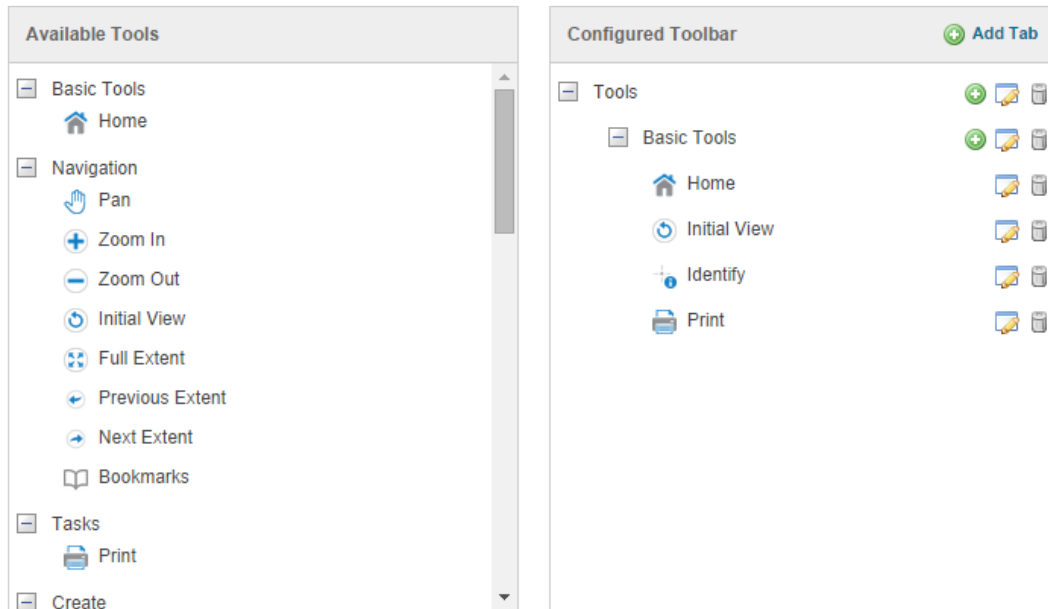 Available Tools
Basic Tools
Home
Navigation
Pan
Zoom In
Zoom Out
Initial View
Full Extent
Previous Extent
Next Extent
Bookmarks
Tasks
Print
Create
Configured Toolbar
Add Tab
Tools
Basic Tools
Home
Initial View
Identify
Print